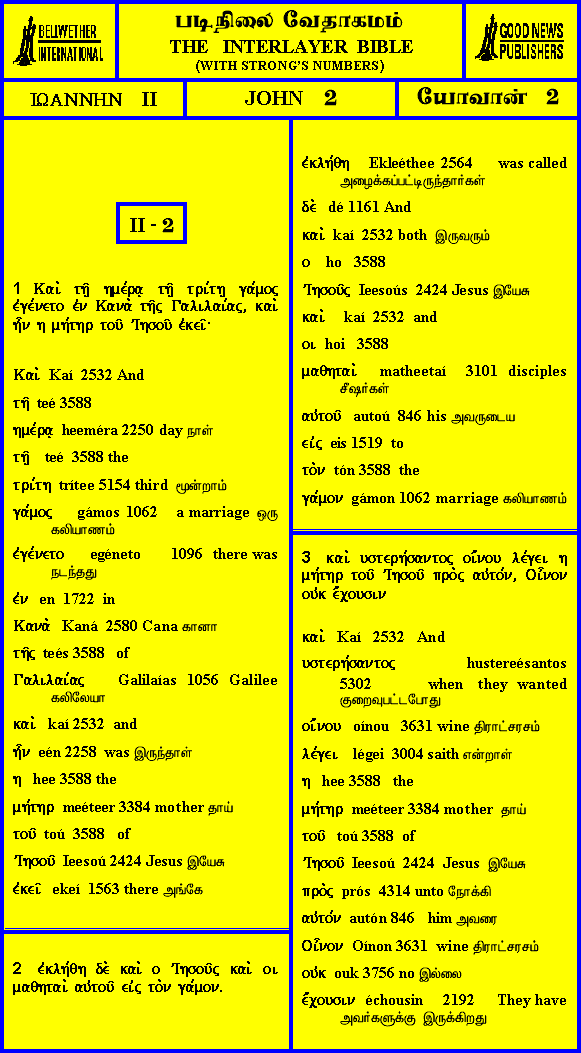 BELLWETHER
INTERNATIONAL
படிநிலை வேதாகமம்
THE INTERLAYER BIBLE
(WITH STRONG'S NUMBERS)
GOOD NEWS
PUBLISHERS
ΙΩΑΝΝΗΝ II
JOHN 2
யோவான் 2
II - 2
1 Καὶ τῇ ημέρᾳ τῇ τρίτῃ γάμος
ἐγένετο ἐν Κανὰ τῆς Γαλιλαίας, καὶ
ἦν η μήτηρ τοῦ Ἰησοῦ ἐκεῖ·
Καὶ Kaí 2532 And
τῇ teé 3588
ημέρᾳ heeméra 2250 day நாள்
τῇ teé 3588 the
τρίτῃ trítee 5154 third மூன்றாம்
γάμος gámos 1062 a marriage ஒரு
கலியாணம்
ἐγένετο egéneto 1096 there was
நடந்தது
ἐν en 1722 in
Κανὰ Kaná 2580 Cana கானா
τῆς teés 3588 of
Γαλιλαίας Galilaías 1056 Galilee
கலிலேயா
καὶ kaí 2532 and
ἦν eén 2258 was இருந்தாள்
η hee 3588 the
μήτηρ meéteer 3384 mother தாய்
τοῦ toú 3588 of
Ἰησοῦ Ieesoú 2424 Jesus இயேசு
ἐκεῖ ekeí 1563 there அங்கே
2 ἐκλήθη δὲ καὶ ο Ἰησοῦς καὶ οι
μαθηταὶ αὐτοῦ εἰς τὸν γάμον.
ἐκλήθη Ekleéthee 2564 was called
அழைக்கப்பட்டிருந்தார்கள்
δὲ dé 1161 And
καὶ kaí 2532 both இருவரும்
ο ho 3588
Ἰησοῦς Ieesoús 2424 Jesus இயேசு
καὶ kaí 2532 and
οι hoi 3588
μαθηταὶ matheetaí 3101 disciples
சீஷர்கள்
αὐτοῦ autoú 846 his அவருடைய
εἰς eis 1519 to
τὸν tón 3588 the
γάμον gámon 1062 marriage கலியாணம்
3 καὶ υστερήσαντος οἴνου λέγει η
μήτηρ τοῦ Ἰησοῦ πρὸς αὐτόν, Οἶνον
οὐκ ἔχουσιν
καὶ Kaí 2532 And
υστερήσαντος hustereésantos
5302 when they wanted
குறைவுபட்டபோது
οἴνου oínou 3631 wine திராட்சரசம்
λέγει légei 3004 saith என்றாள்
η hee 3588 the
μήτηρ meéteer 3384 mother தாய்
τοῦ toú 3588 of
Ἰησοῦ Ieesoú 2424 Jesus இயேசு
πρὸς prós 4314 unto நோக்கி
αὐτόν autón 846 him அவரை
Οἶνον Oínon 3631 wine திராட்சரசம்
οὐκ ouk 3756 no இல்லை
ἔχουσιν échousin 2192 They have
அவர்களுக்கு இருக்கிறது